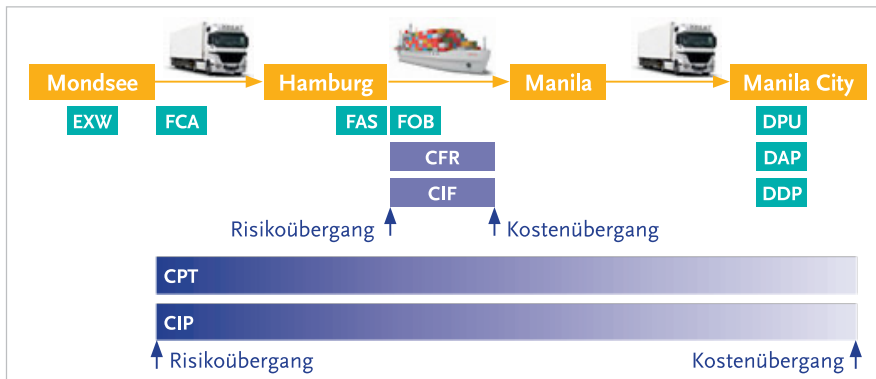 Mondsee Hamburg Manila Manila City
EXW FCA FAS FOB DPU
CFR DAP
CIF DDP
Risikoübergang Kostenübergang
CPT
CIP
Risikoübergang Kostenübergang